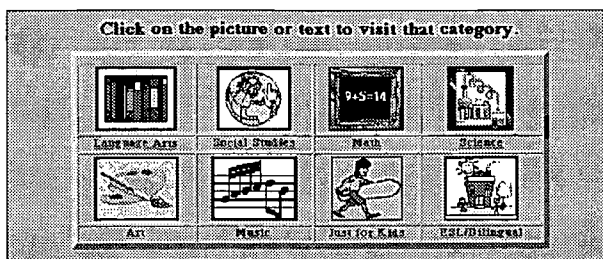 Click on the picture or text to visit that category.
9+5=14
Language Arts Social Studies Math Science
Art Music Just for Kids ESL/Bilingual